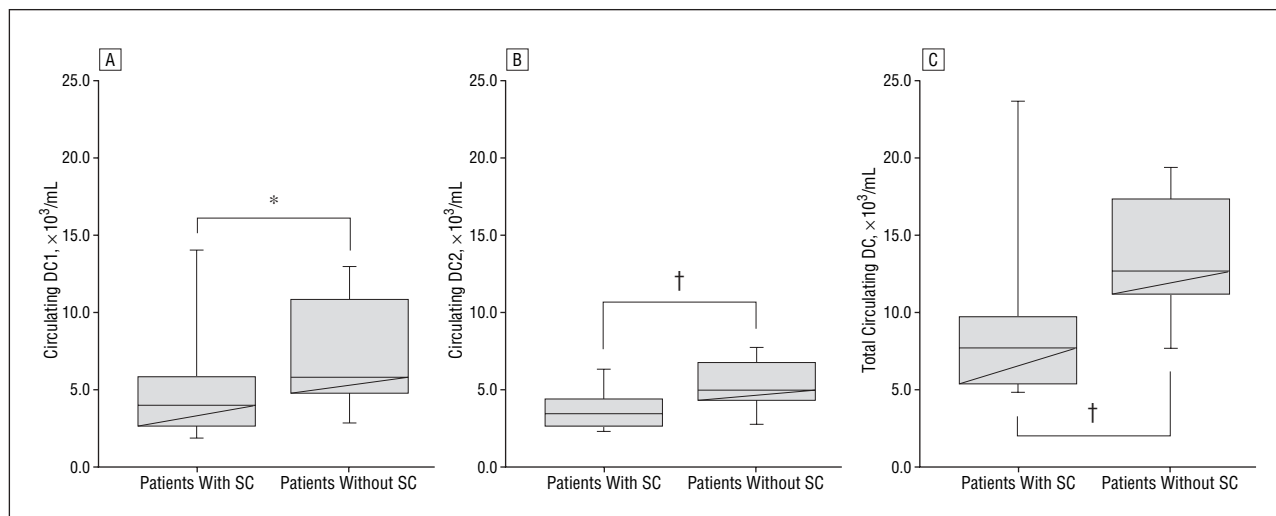 A
Circulating DC1, ×10³/mL
25.0
20.0
15.0
10.0
5.0
0.0
*
Patients With SC
Patients Without SC
B
Circulating DC2, ×10³/mL
25.0
20.0
15.0
10.0
5.0
0.0
†
Patients With SC
Patients Without SC
C
Total Circulating DC, ×10³/mL
25.0
20.0
15.0
10.0
5.0
0.0
†
Patients With SC
Patients Without SC